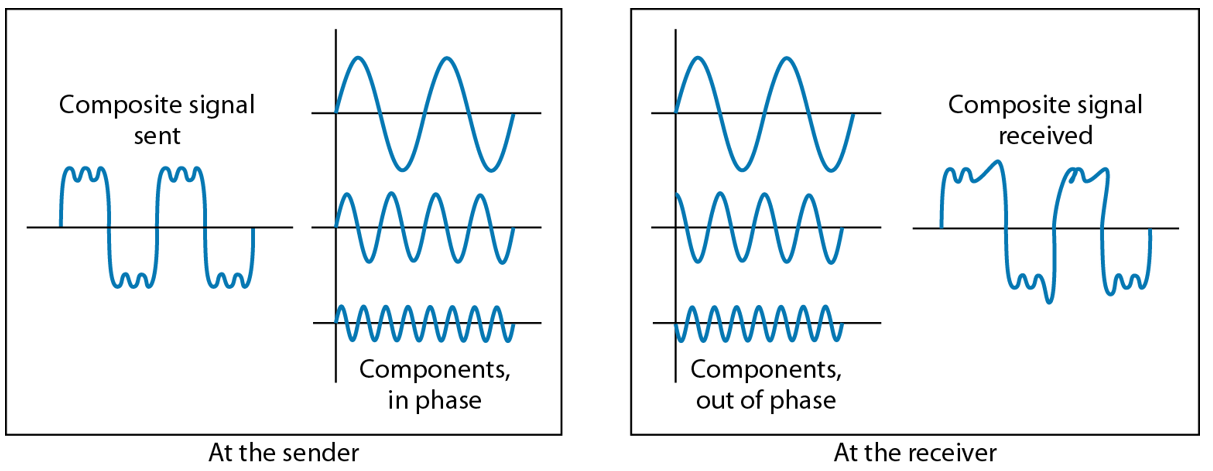 Composite signal
sent
Components,
in phase
At the sender
Composite signal
received
Components,
out of phase
At the receiver